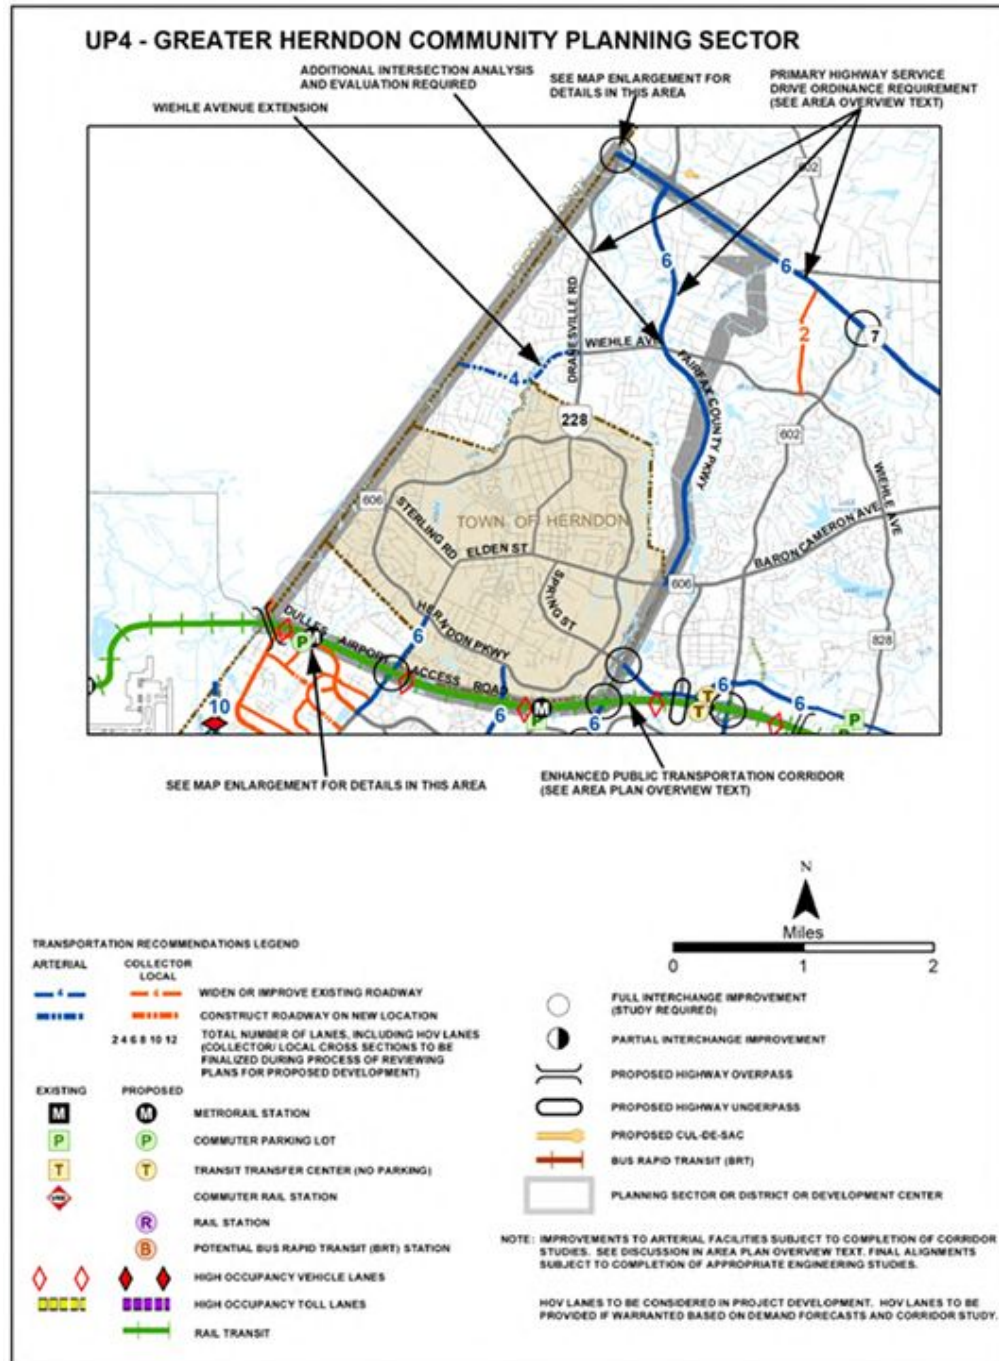 UP4 - GREATER HERNDON COMMUNITY PLANNING SECTOR
ADDITIONAL INTERSECTION ANALYSIS
AND EVALUATION REQUIRED
SEE MAP ENLARGEMENT FOR
DETAILS IN THIS AREA
PRIMARY HIGHWAY SERVICE
DRIVE ORDINANCE REQUIREMENT
(SEE AREA OVERVIEW TEXT)
WIEHLE AVENUE EXTENSION
602
6
6
DRANESVILLE RD
WIEHLE AVE
2
7
4
FAIRFAX COUNTY PKWY
228
602
WIEHLE AVE
606
STERLING RD
TOWN OF HERNDON
ELDEN ST
BARON CAMERON AVE
606
SPRING ST
HERNDON PKWY
DULLES AIRPORT ACCESS ROAD
6
828
P
M
10
6
M
P
6
T
T
6
6
P
SEE MAP ENLARGEMENT FOR DETAILS IN THIS AREA
ENHANCED PUBLIC TRANSPORTATION CORRIDOR
(SEE AREA PLAN OVERVIEW TEXT)
N
Miles
0 1 2
TRANSPORTATION RECOMMENDATIONS LEGEND
ARTERIAL COLLECTOR
LOCAL
4 4 WIDEN OR IMPROVE EXISTING ROADWAY
CONSTRUCT ROADWAY ON NEW LOCATION
2 4 6 8 10 12 TOTAL NUMBER OF LANES, INCLUDING HOV LANES
(COLLECTOR/ LOCAL CROSS SECTIONS TO BE
FINALIZED DURING PROCESS OF REVIEWING
PLANS FOR PROPOSED DEVELOPMENT)
EXISTING PROPOSED
M M METRORAIL STATION
P P COMMUTER PARKING LOT
T T TRANSIT TRANSFER CENTER (NO PARKING)
VRE COMMUTER RAIL STATION
R RAIL STATION
B POTENTIAL BUS RAPID TRANSIT (BRT) STATION
HIGH OCCUPANCY VEHICLE LANES
HIGH OCCUPANCY TOLL LANES
RAIL TRANSIT
FULL INTERCHANGE IMPROVEMENT
(STUDY REQUIRED)
PARTIAL INTERCHANGE IMPROVEMENT
PROPOSED HIGHWAY OVERPASS
PROPOSED HIGHWAY UNDERPASS
PROPOSED CUL-DE-SAC
BUS RAPID TRANSIT (BRT)
PLANNING SECTOR OR DISTRICT OR DEVELOPMENT CENTER
NOTE: IMPROVEMENTS TO ARTERIAL FACILITIES SUBJECT TO COMPLETION OF CORRIDOR
STUDIES. SEE DISCUSSION IN AREA PLAN OVERVIEW TEXT. FINAL ALIGNMENTS
SUBJECT TO COMPLETION OF APPROPRIATE ENGINEERING STUDIES.
HOV LANES TO BE CONSIDERED IN PROJECT DEVELOPMENT. HOV LANES TO BE
PROVIDED IF WARRANTED BASED ON DEMAND FORECASTS AND CORRIDOR STUDY.